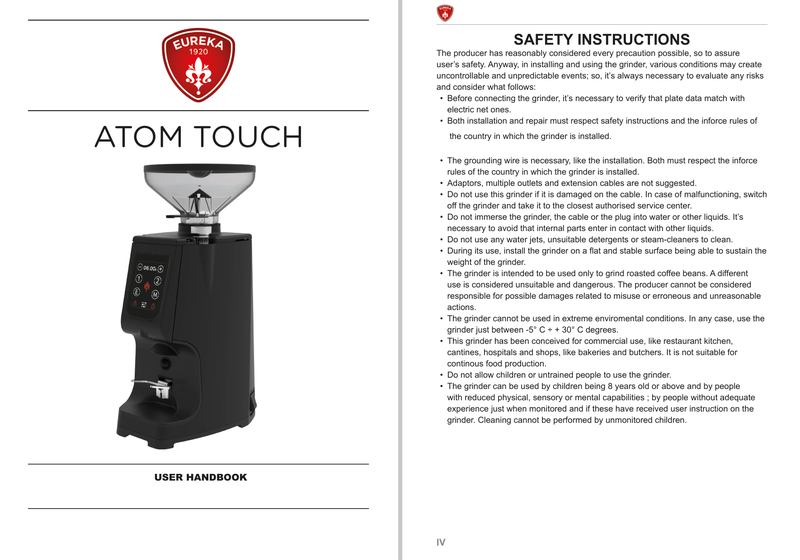 EUREKA
1920
ATOM TOUCH
06.00s
1
2
E
M
USER HANDBOOK
SAFETY INSTRUCTIONS
The producer has reasonably considered every precaution possible, so to assure
user's safety. Anyway, in installing and using the grinder, various conditions may create
uncontrollable and unpredictable events; so, it's always necessary to evaluate any risks
and consider what follows:
• Before connecting the grinder, it's necessary to verify that plate data match with
electric net ones.
• Both installation and repair must respect safety instructions and the inforce rules of
the country in which the grinder is installed.
• The grounding wire is necessary, like the installation. Both must respect the inforce
rules of the country in which the grinder is installed.
• Adaptors, multiple outlets and extension cables are not suggested.
• Do not use this grinder if it is damaged on the cable. In case of malfunctioning, switch
off the grinder and take it to the closest authorised service center.
• Do not immerse the grinder, the cable or the plug into water or other liquids. It's
necessary to avoid that internal parts enter in contact with other liquids.
• Do not use any water jets, unsuitable detergents or steam-cleaners to clean.
• During its use, install the grinder on a flat and stable surface being able to sustain the
weight of the grinder.
• The grinder is intended to be used only to grind roasted coffee beans. A different
use is considered unsuitable and dangerous. The producer cannot be considered
responsible for possible damages related to misuse or erroneous and unreasonable
actions.
• The grinder cannot be used in extreme enviromental conditions. In any case, use the
grinder just between -5° C ÷ + 30° C degrees.
• This grinder has been conceived for commercial use, like restaurant kitchen,
cantines, hospitals and shops, like bakeries and butchers. It is not suitable for
continous food production.
• Do not allow children or untrained people to use the grinder.
• The grinder can be used by children being 8 years old or above and by people
with reduced physical, sensory or mental capabilities ; by people without adequate
experience just when monitored and if these have received user instruction on the
grinder. Cleaning cannot be performed by unmonitored children.
IV